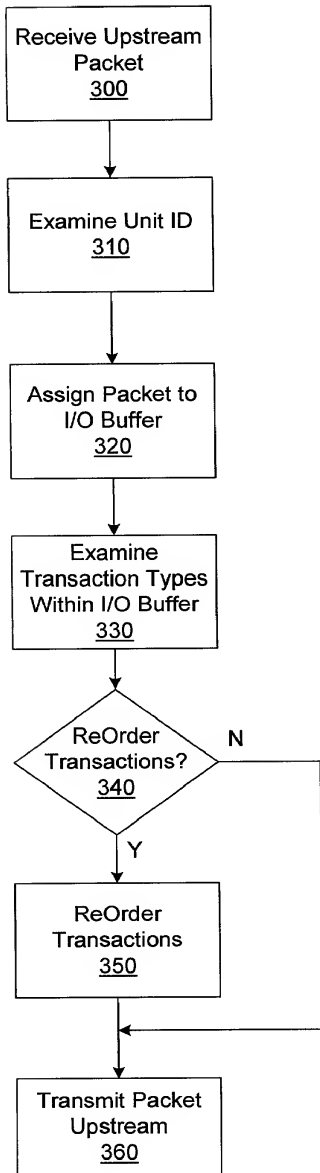 Receive Upstream
Packet
300
Examine Unit ID
310
Assign Packet to
I/O Buffer
320
Examine
Transaction Types
Within I/O Buffer
330
ReOrder
Transactions?
340
N
Y
ReOrder
Transactions
350
Transmit Packet
Upstream
360